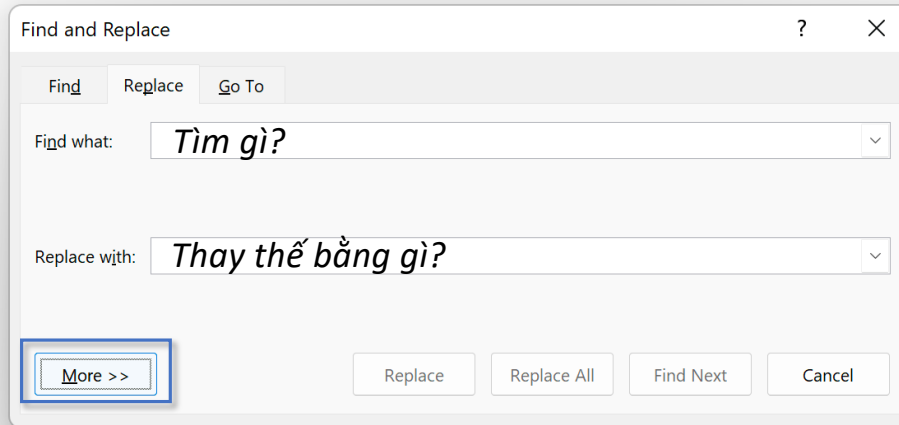 Find and Replace ?
Find Replace Go To
Find what: Tìm gì?
Replace with: Thay thế bằng gì?
More >> Replace Replace All Find Next Cancel